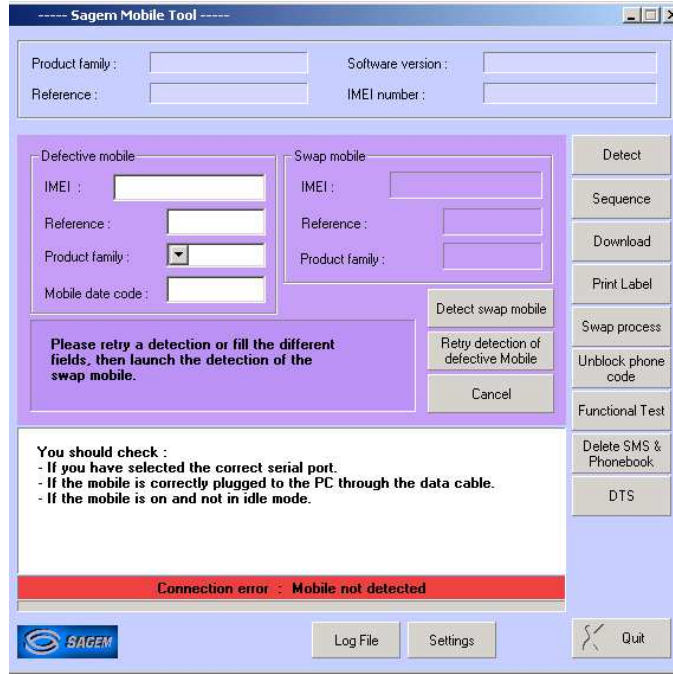 ----- Sagem Mobile Tool -----
Product family :
Software version :
Reference :
IMEI number :
Defective mobile
IMEI :
Reference :
Product family :
Mobile date code :
Swap mobile
IMEI :
Reference :
Product family :
Detect swap mobile
Retry detection of
defective Mobile
Cancel
Please retry a detection or fill the different
fields, then launch the detection of the
swap mobile.
Detect
Sequence
Download
Print Label
Swap process
Unblock phone
code
Functional Test
Delete SMS &
Phonebook
DTS
You should check :
- If you have selected the correct serial port.
- If the mobile is correctly plugged to the PC through the data cable.
- If the mobile is on and not in idle mode.
Connection error : Mobile not detected
SAGEM
Log File
Settings
Quit